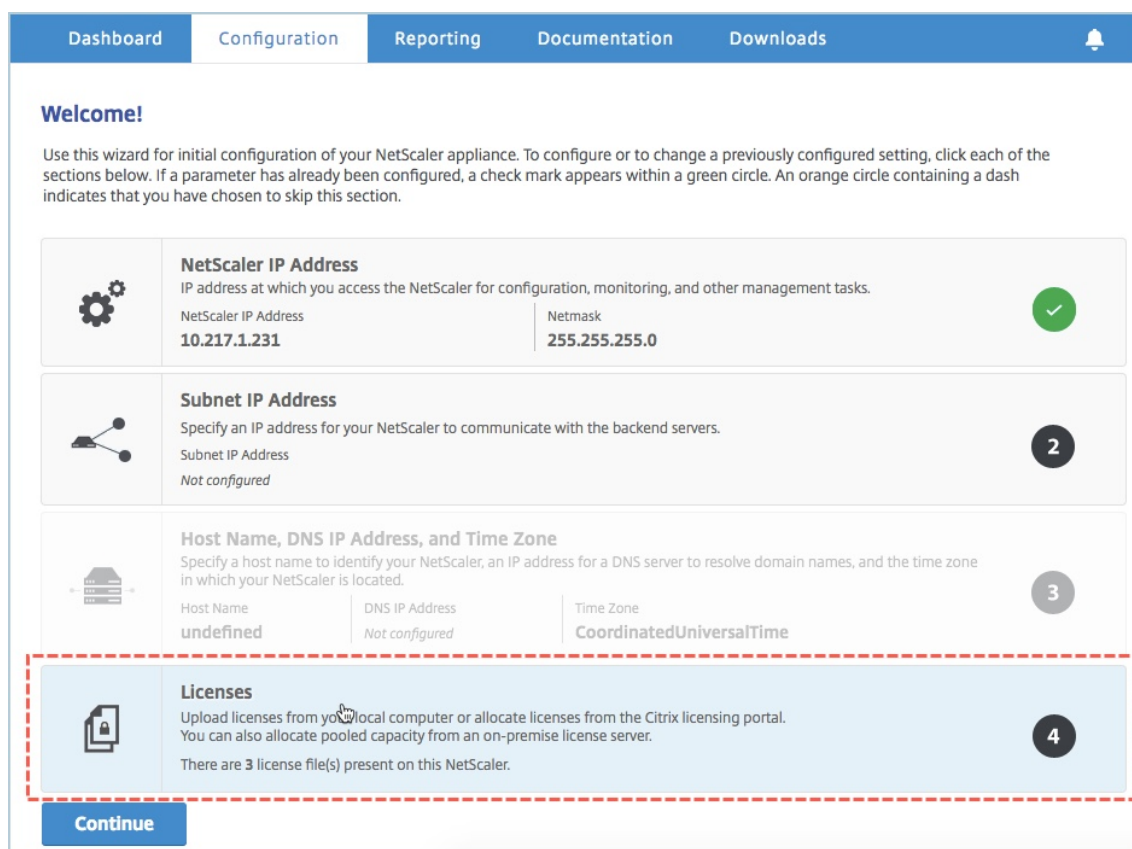 Dashboard Configuration Reporting Documentation Downloads
Welcome!
Use this wizard for initial configuration of your NetScaler appliance. To configure or to change a previously configured setting, click each of the
sections below. If a parameter has already been configured, a check mark appears within a green circle. An orange circle containing a dash
indicates that you have chosen to skip this section.
NetScaler IP Address
IP address at which you access the NetScaler for configuration, monitoring, and other management tasks.
NetScaler IP Address Netmask
10.217.1.231 255.255.255.0
Subnet IP Address
Specify an IP address for your NetScaler to communicate with the backend servers.
2
Subnet IP Address
Not configured
Host Name, DNS IP Address, and Time Zone
Specify a host name to identify your NetScaler, an IP address for a DNS server to resolve domain names, and the time zone
in which your NetScaler is located.
3
Host Name DNS IP Address Time Zone
undefined Not configured CoordinatedUniversalTime
Licenses
Upload licenses from your local computer or allocate licenses from the Citrix licensing portal.
You can also allocate pooled capacity from an on-premise license server.
4
There are 3 license file(s) present on this NetScaler.
Continue